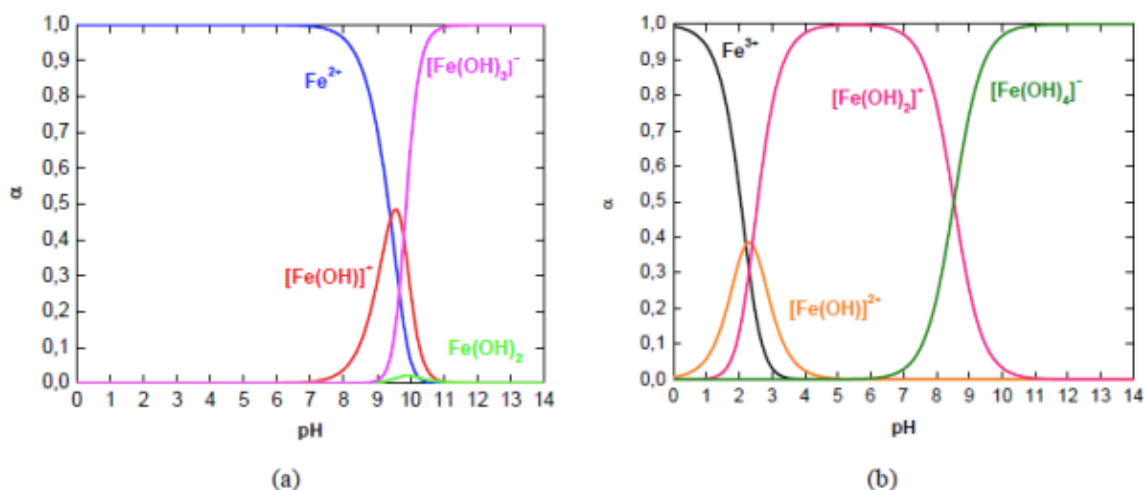 1,0
0,9
0,8
0,7
0,6
0,5
0,4
0,3
0,2
0,1
0,0
α
Fe²⁺
[Fe(OH)₃]⁻
[Fe(OH)]⁺
Fe(OH)₂
0 1 2 3 4 5 6 7 8 9 10 11 12 13 14
pH
(a)
1,0
0,9
0,8
0,7
0,6
0,5
0,4
0,3
0,2
0,1
0,0
α
Fe³⁺
[Fe(OH)₂]⁺
[Fe(OH)₄]⁻
[Fe(OH)]²⁺
0 1 2 3 4 5 6 7 8 9 10 11 12 13 14
pH
(b)